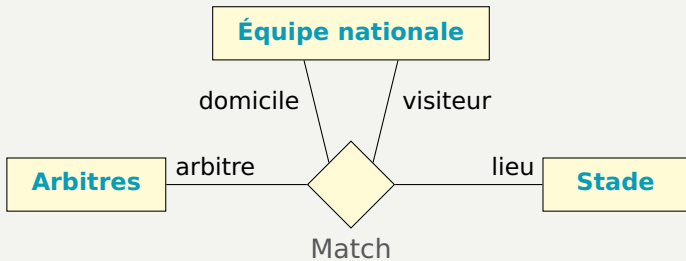 Équipe nationale
domicile
visiteur
Arbitres
arbitre
lieu
Stade
Match